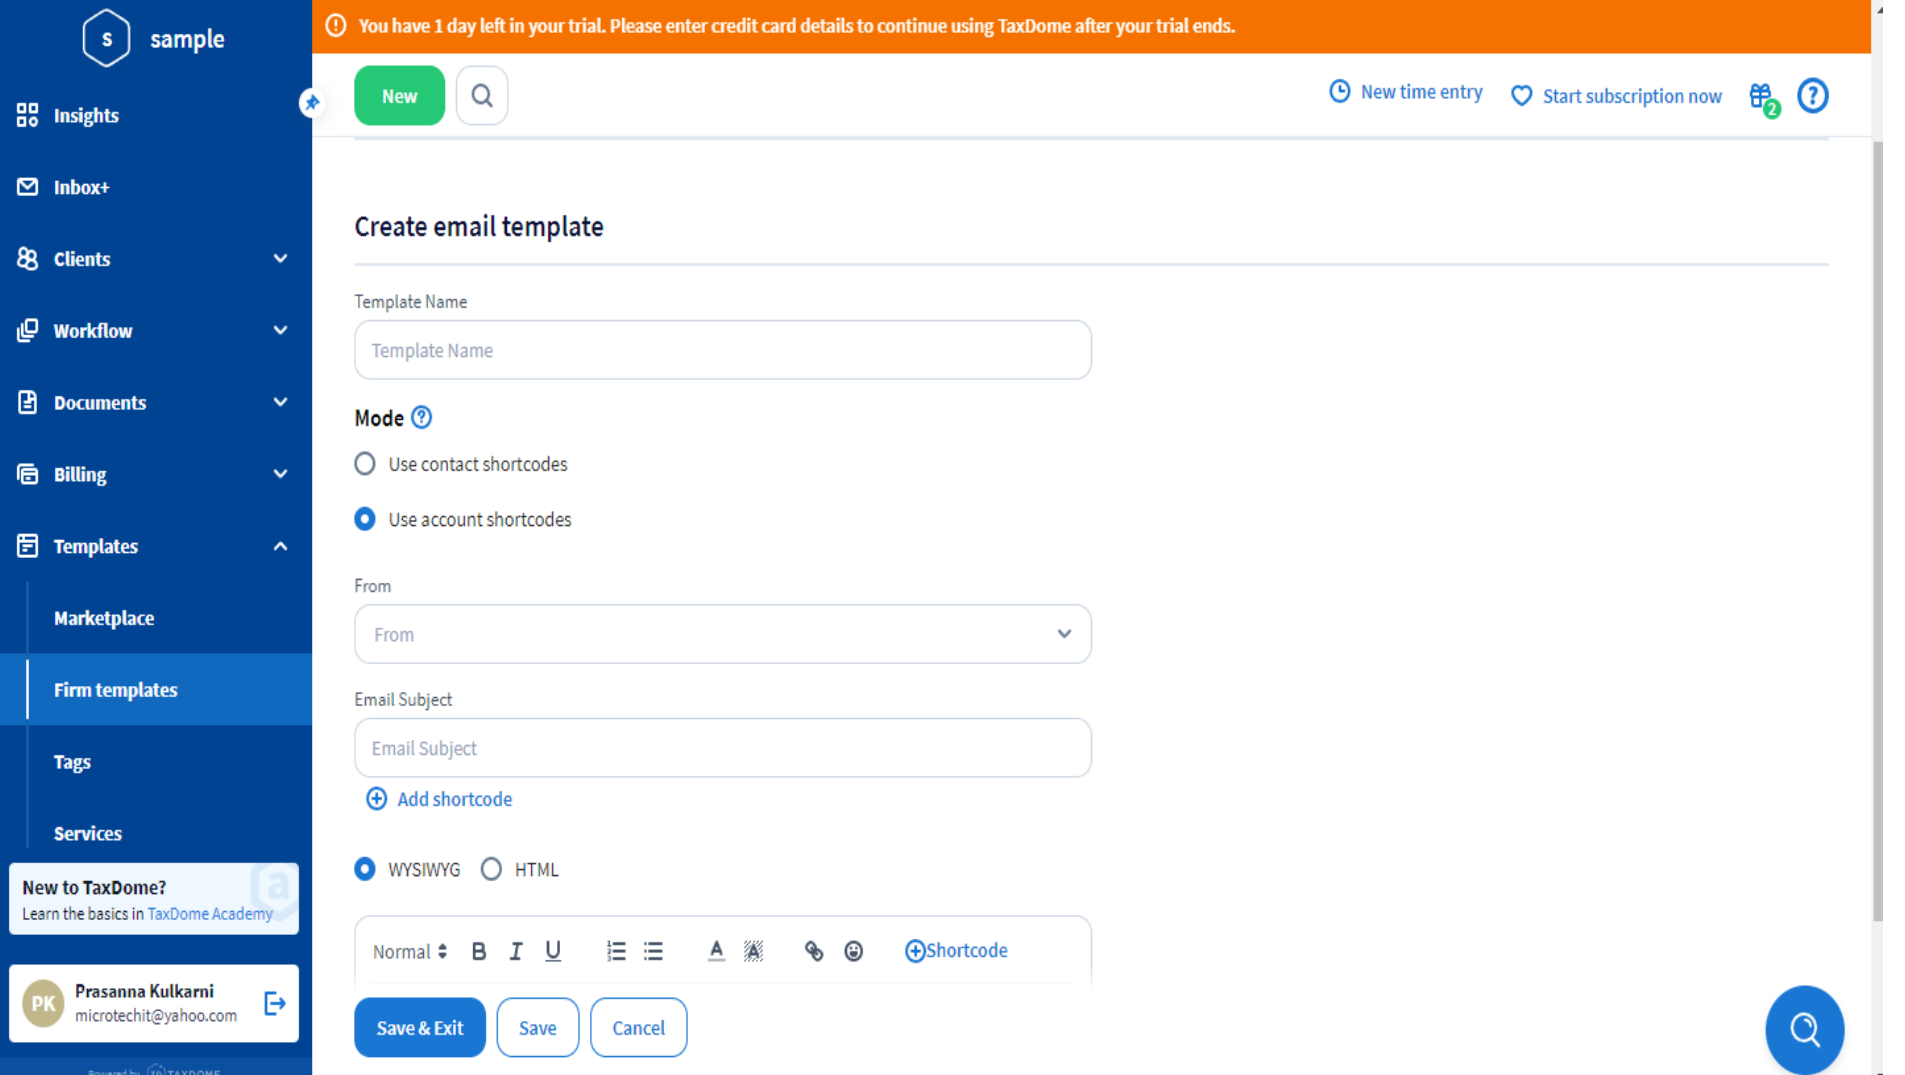 S
sample
You have 1 day left in your trial. Please enter credit card details to continue using TaxDome after your trial ends.
New
New time entry
Start subscription now
2
?
Insights
Inbox+
Clients
Workflow
Documents
Billing
Templates
Marketplace
Firm templates
Tags
Services
New to TaxDome?
Learn the basics in TaxDome Academy
PK
Prasanna Kulkarni
microtechit@yahoo.com
Powered by TD TAXDOME
Create email template
Template Name
Template Name
Mode ?
Use contact shortcodes
Use account shortcodes
From
From
Email Subject
Email Subject
Add shortcode
WYSIWYG HTML
Normal B I U A A Shortcode
Save & Exit Save Cancel